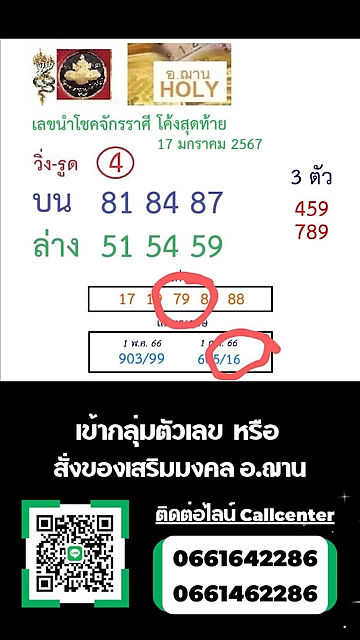 อ.ฌาน
HOLY
เลขนำโชคจักรราศี โค้งสุดท้าย
17 มกราคม 2567
วิ่ง-รูด 4
3 ตัว
บน 81 84 87
459
ล่าง 51 54 59
789
17 19 79 88
1 พ.ค. 66
66
903/99
/16
เข้ากลุ่มตัวเลข หรือ
สั่งของเสริมมงคล อ.ฌาน
ติดต่อไลน์ Callcenter
0661642286
0661462286